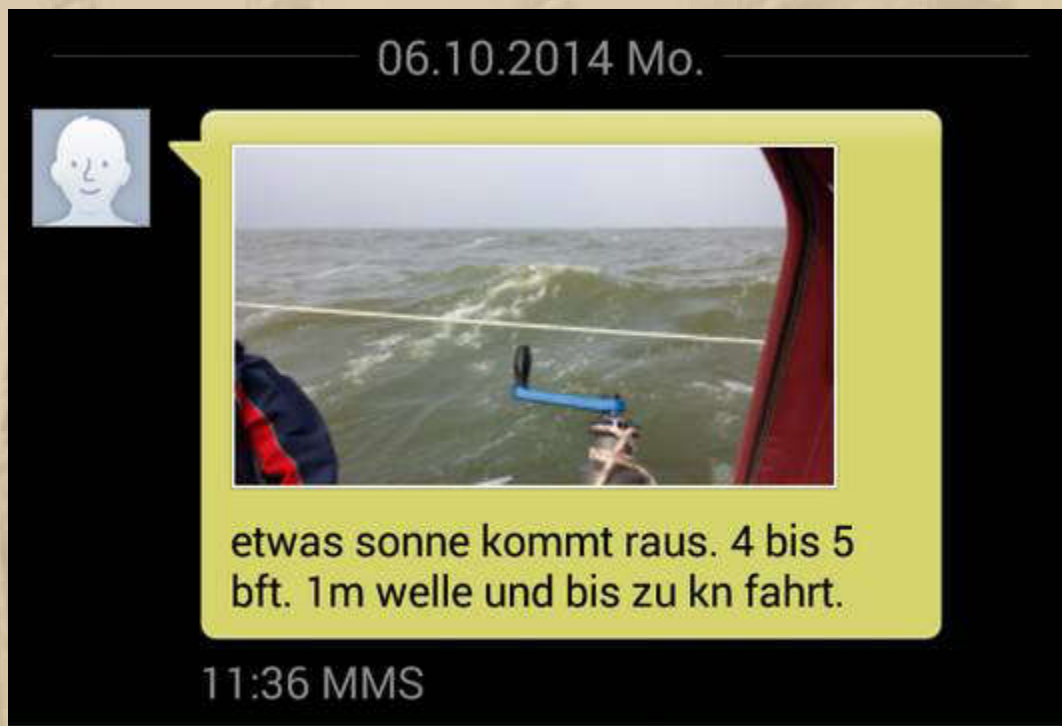 06.10.2014 Mo.
etwas sonne kommt raus. 4 bis 5
bft. 1m welle und bis zu kn fahrt.
11:36 MMS